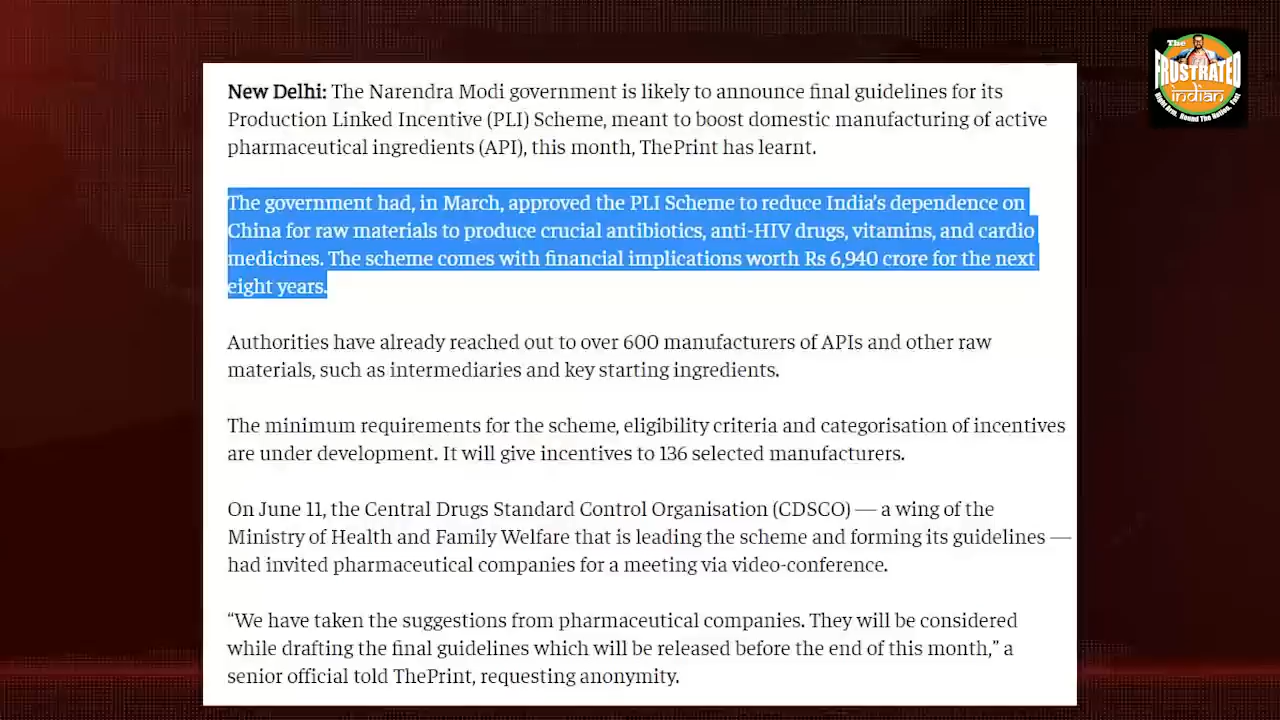 The
FRUSTRATED
indian
Right Arm. Round The Nation. Fast
New Delhi: The Narendra Modi government is likely to announce final guidelines for its
Production Linked Incentive (PLI) Scheme, meant to boost domestic manufacturing of active
pharmaceutical ingredients (API), this month, ThePrint has learnt.
The government had, in March, approved the PLI Scheme to reduce India's dependence on
China for raw materials to produce crucial antibiotics, anti-HIV drugs, vitamins, and cardio
medicines. The scheme comes with financial implications worth Rs 6,940 crore for the next
eight years.
Authorities have already reached out to over 600 manufacturers of APIs and other raw
materials, such as intermediaries and key starting ingredients.
The minimum requirements for the scheme, eligibility criteria and categorisation of incentives
are under development. It will give incentives to 136 selected manufacturers.
On June 11, the Central Drugs Standard Control Organisation (CDSCO) — a wing of the
Ministry of Health and Family Welfare that is leading the scheme and forming its guidelines —
had invited pharmaceutical companies for a meeting via video-conference.
“We have taken the suggestions from pharmaceutical companies. They will be considered
while drafting the final guidelines which will be released before the end of this month,” a
senior official told ThePrint, requesting anonymity.